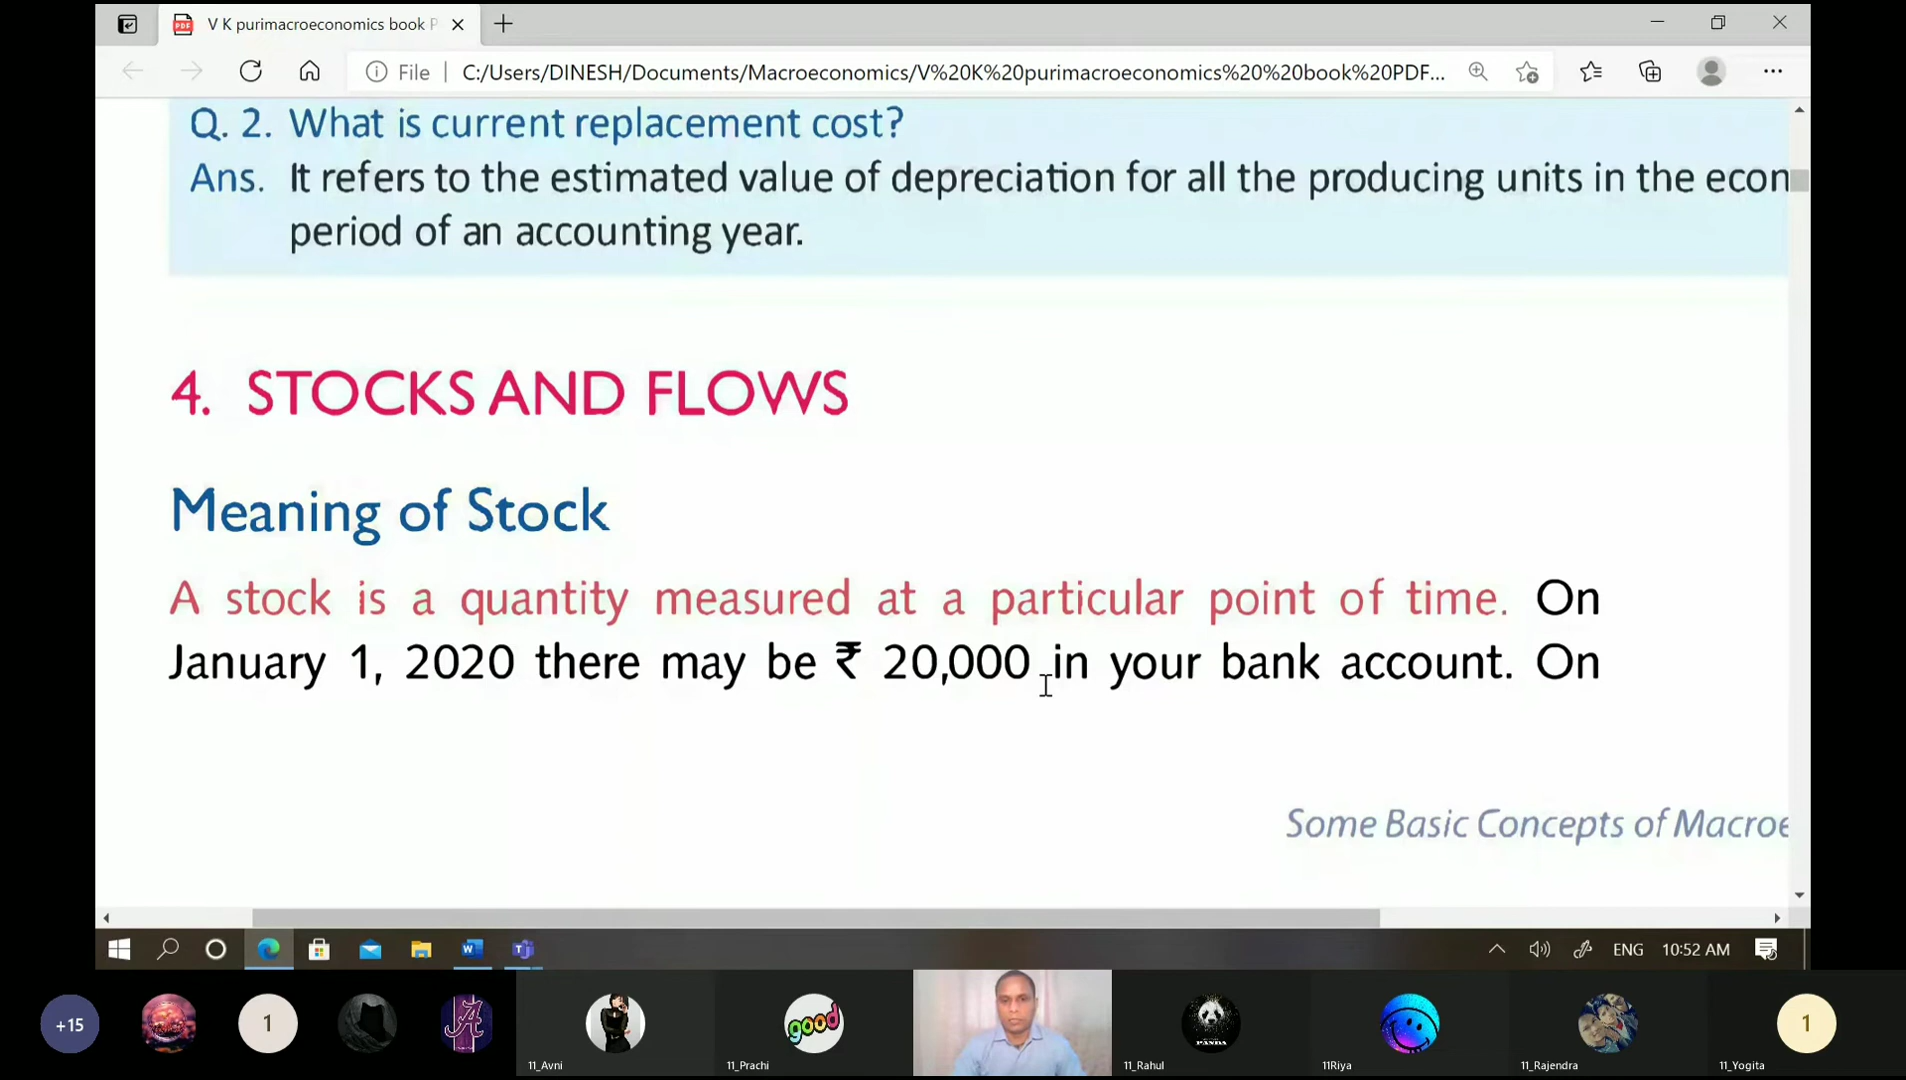 V K purimacroeconomics book P
File
C:/Users/DINESH/Documents/Macroeconomics/V%20K%20purimacroeconomics%20%20book%20PDF...
Q. 2. What is current replacement cost?
Ans. It refers to the estimated value of depreciation for all the producing units in the econ
period of an accounting year.
4. STOCKS AND FLOWS
Meaning of Stock
A stock is a quantity measured at a particular point of time. On
January 1, 2020 there may be ₹ 20,000 in your bank account. On
Some Basic Concepts of Macroe
ENG 10:52 AM
+15
1
A
good
PANDA
1
11_Avni
11_Prachi
11_Rahul
11Riya
11_Rajendra
11_Yogita